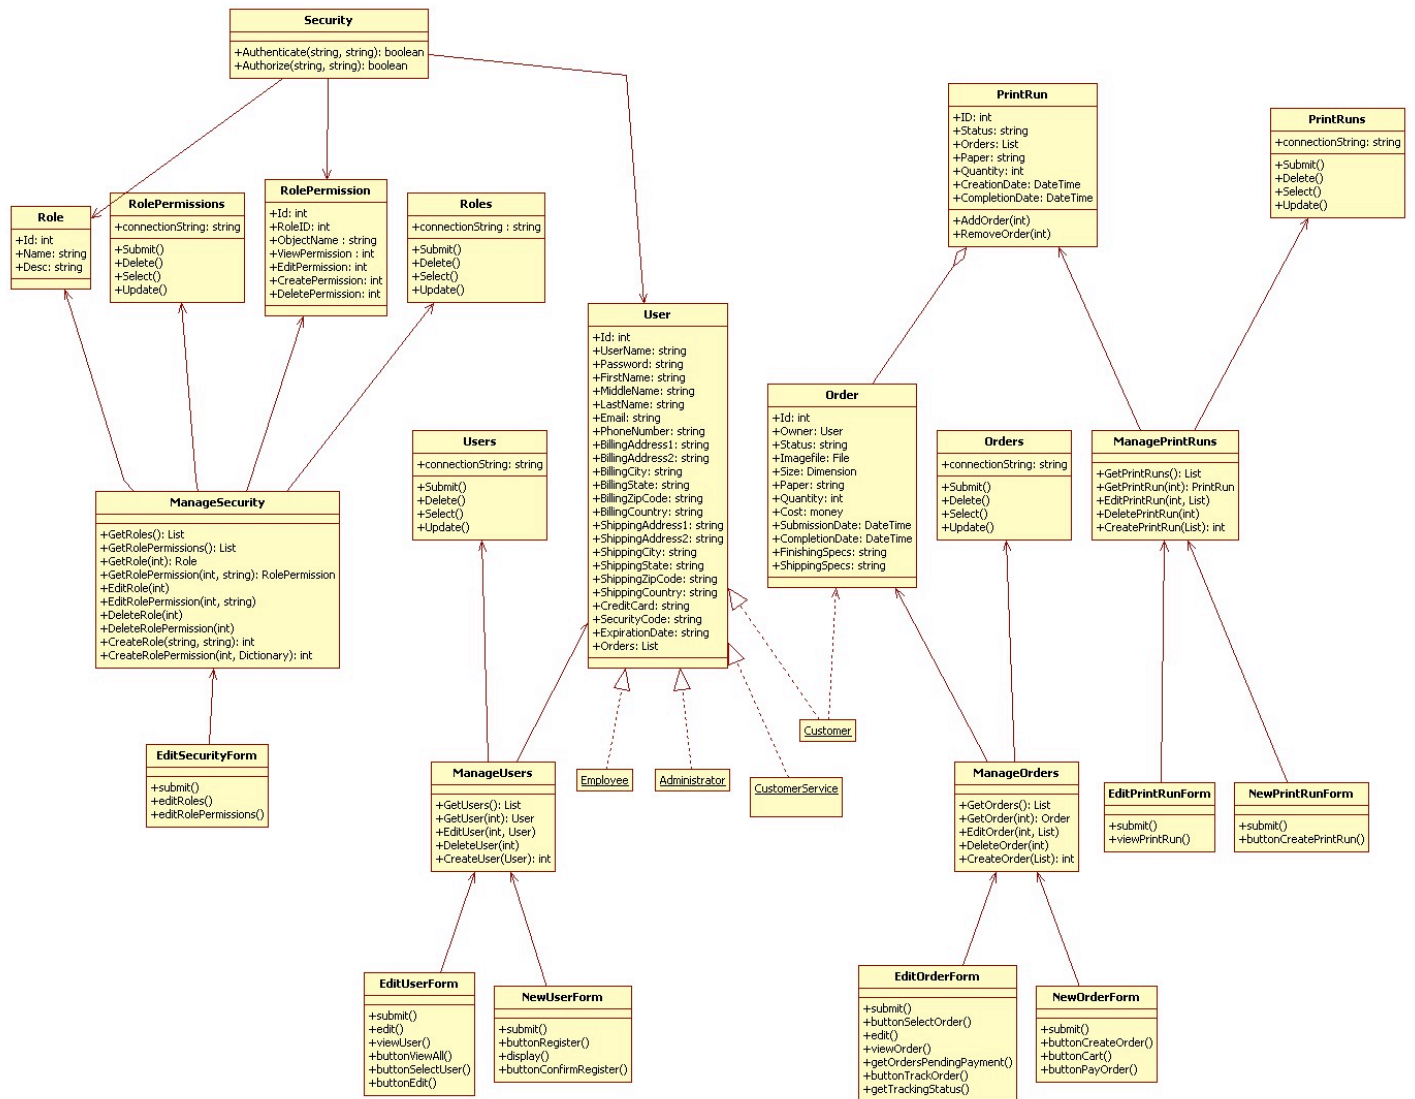 Security
+Authenticate(string, string): boolean
+Authorize(string, string): boolean
PrintRun
+ID: int
+Status: string
+Orders: List
+Paper: string
+Quantity: int
+CreationDate: DateTime
+CompletionDate: DateTime
+AddOrder(int)
+RemoveOrder(int)
PrintRuns
+connectionString: string
+Submit()
+Delete()
+Select()
+Update()
Role
+Id: int
+Name: string
+Desc: string
RolePermissions
+connectionString: string
+Submit()
+Delete()
+Select()
+Update()
RolePermission
+Id: int
+RoleID: int
+ObjectName : string
+ViewPermission : int
+EditPermission: int
+CreatePermission: int
+DeletePermission: int
Roles
+connectionString : string
+Submit()
+Delete()
+Select()
+Update()
User
+Id: int
+UserName: string
+Password: string
+FirstName: string
+MiddleName: string
+LastName: string
+Email: string
+PhoneNumber: string
+BillingAddress1: string
+BillingAddress2: string
+BillingCity: string
+BillingState: string
+BillingZipCode: string
+BillingCountry: string
+ShippingAddress1: string
+ShippingAddress2: string
+ShippingCity: string
+ShippingState: string
+ShippingZipCode: string
+ShippingCountry: string
+CreditCard: string
+SecurityCode: string
+ExpirationDate: string
+Orders: List
Order
+Id: int
+Owner: User
+Status: string
+Imagefile: File
+Size: Dimension
+Paper: string
+Quantity: int
+Cost: money
+SubmissionDate: DateTime
+CompletionDate: DateTime
+FinishingSpecs: string
+ShippingSpecs: string
Users
+connectionString: string
+Submit()
+Delete()
+Select()
+Update()
Orders
+connectionString: string
+Submit()
+Delete()
+Select()
+Update()
ManagePrintRuns
+GetPrintRuns(): List
+GetPrintRun(int): PrintRun
+EditPrintRun(int, List)
+DeletePrintRun(int)
+CreatePrintRun(List): int
ManageSecurity
+GetRoles(): List
+GetRolePermissions(): List
+GetRole(int): Role
+GetRolePermission(int, string): RolePermission
+EditRole(int)
+EditRolePermission(int, string)
+DeleteRole(int)
+DeleteRolePermission(int)
+CreateRole(string, string): int
+CreateRolePermission(int, Dictionary): int
Customer
EditSecurityForm
+submit()
+editRoles()
+editRolePermissions()
ManageUsers
+GetUsers(): List
+GetUser(int): User
+EditUser(int, User)
+DeleteUser(int)
+CreateUser(User): int
Employee
Administrator
CustomerService
ManageOrders
+GetOrders(): List
+GetOrder(int): Order
+EditOrder(int, List)
+DeleteOrder(int)
+CreateOrder(List): int
EditPrintRunForm
+submit()
+viewPrintRun()
NewPrintRunForm
+submit()
+buttonCreatePrintRun()
EditUserForm
+submit()
+edit()
+viewUser()
+buttonViewAll()
+buttonSelectUser()
+buttonEdit()
NewUserForm
+submit()
+buttonRegister()
+display()
+buttonConfirmRegister()
EditOrderForm
+submit()
+buttonSelectOrder()
+edit()
+viewOrder()
+getOrdersPendingPayment()
+buttonTrackOrder()
+getTrackingStatus()
NewOrderForm
+submit()
+buttonCreateOrder()
+buttonCart()
+buttonPayOrder()